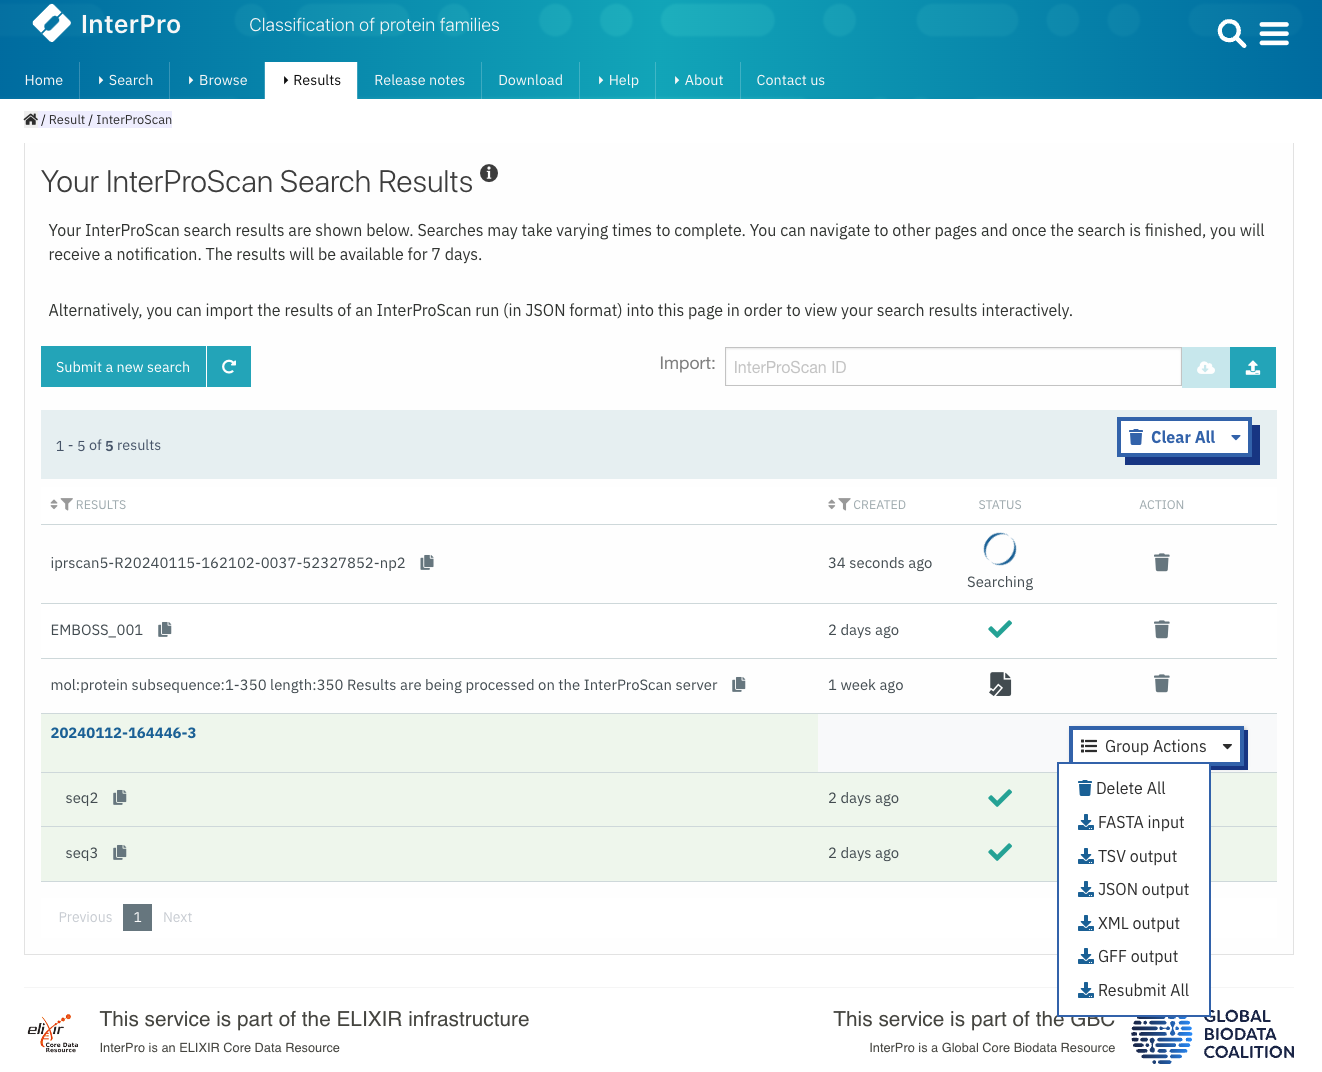 InterPro
Classification of protein families
Home
Search
Browse
Results
Release notes
Download
Help
About
Contact us
/ Result / InterProScan
Your InterProScan Search Results
Your InterProScan search results are shown below. Searches may take varying times to complete. You can navigate to other pages and once the search is finished, you will
receive a notification. The results will be available for 7 days.
Alternatively, you can import the results of an InterProScan run (in JSON format) into this page in order to view your search results interactively.
Submit a new search
Import:
InterProScan ID
1 - 5 of 5 results
Clear All
RESULTS
CREATED
STATUS
ACTION
iprscan5-R20240115-162102-0037-52327852-np2
34 seconds ago
Searching
EMBOSS_001
2 days ago
mol:protein subsequence:1-350 length:350 Results are being processed on the InterProScan server
1 week ago
20240112-164446-3
Group Actions
Delete All
FASTA input
TSV output
JSON output
XML output
GFF output
Resubmit All
seq2
2 days ago
seq3
2 days ago
Previous
1
Next
elixir
Core Data
Resource
This service is part of the ELIXIR infrastructure
InterPro is an ELIXIR Core Data Resource
This service is part of the GBC
InterPro is a Global Core Biodata Resource
GLOBAL
BIODATA
COALITION